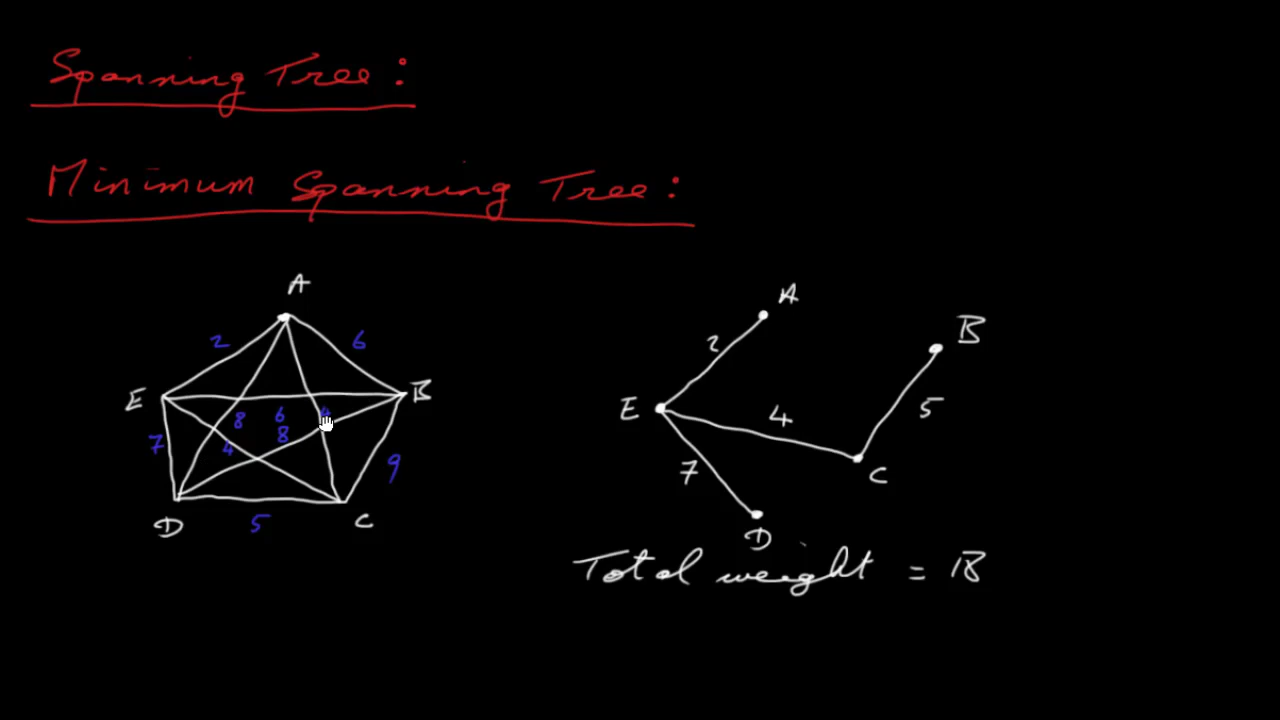 Spanning Tree:
Minimum Spanning Tree:
A
2 6
E B
8 6 4
7 8
4 9
D 5 C
A
2 B
E 4 5
7 C
D
Total weight = 18